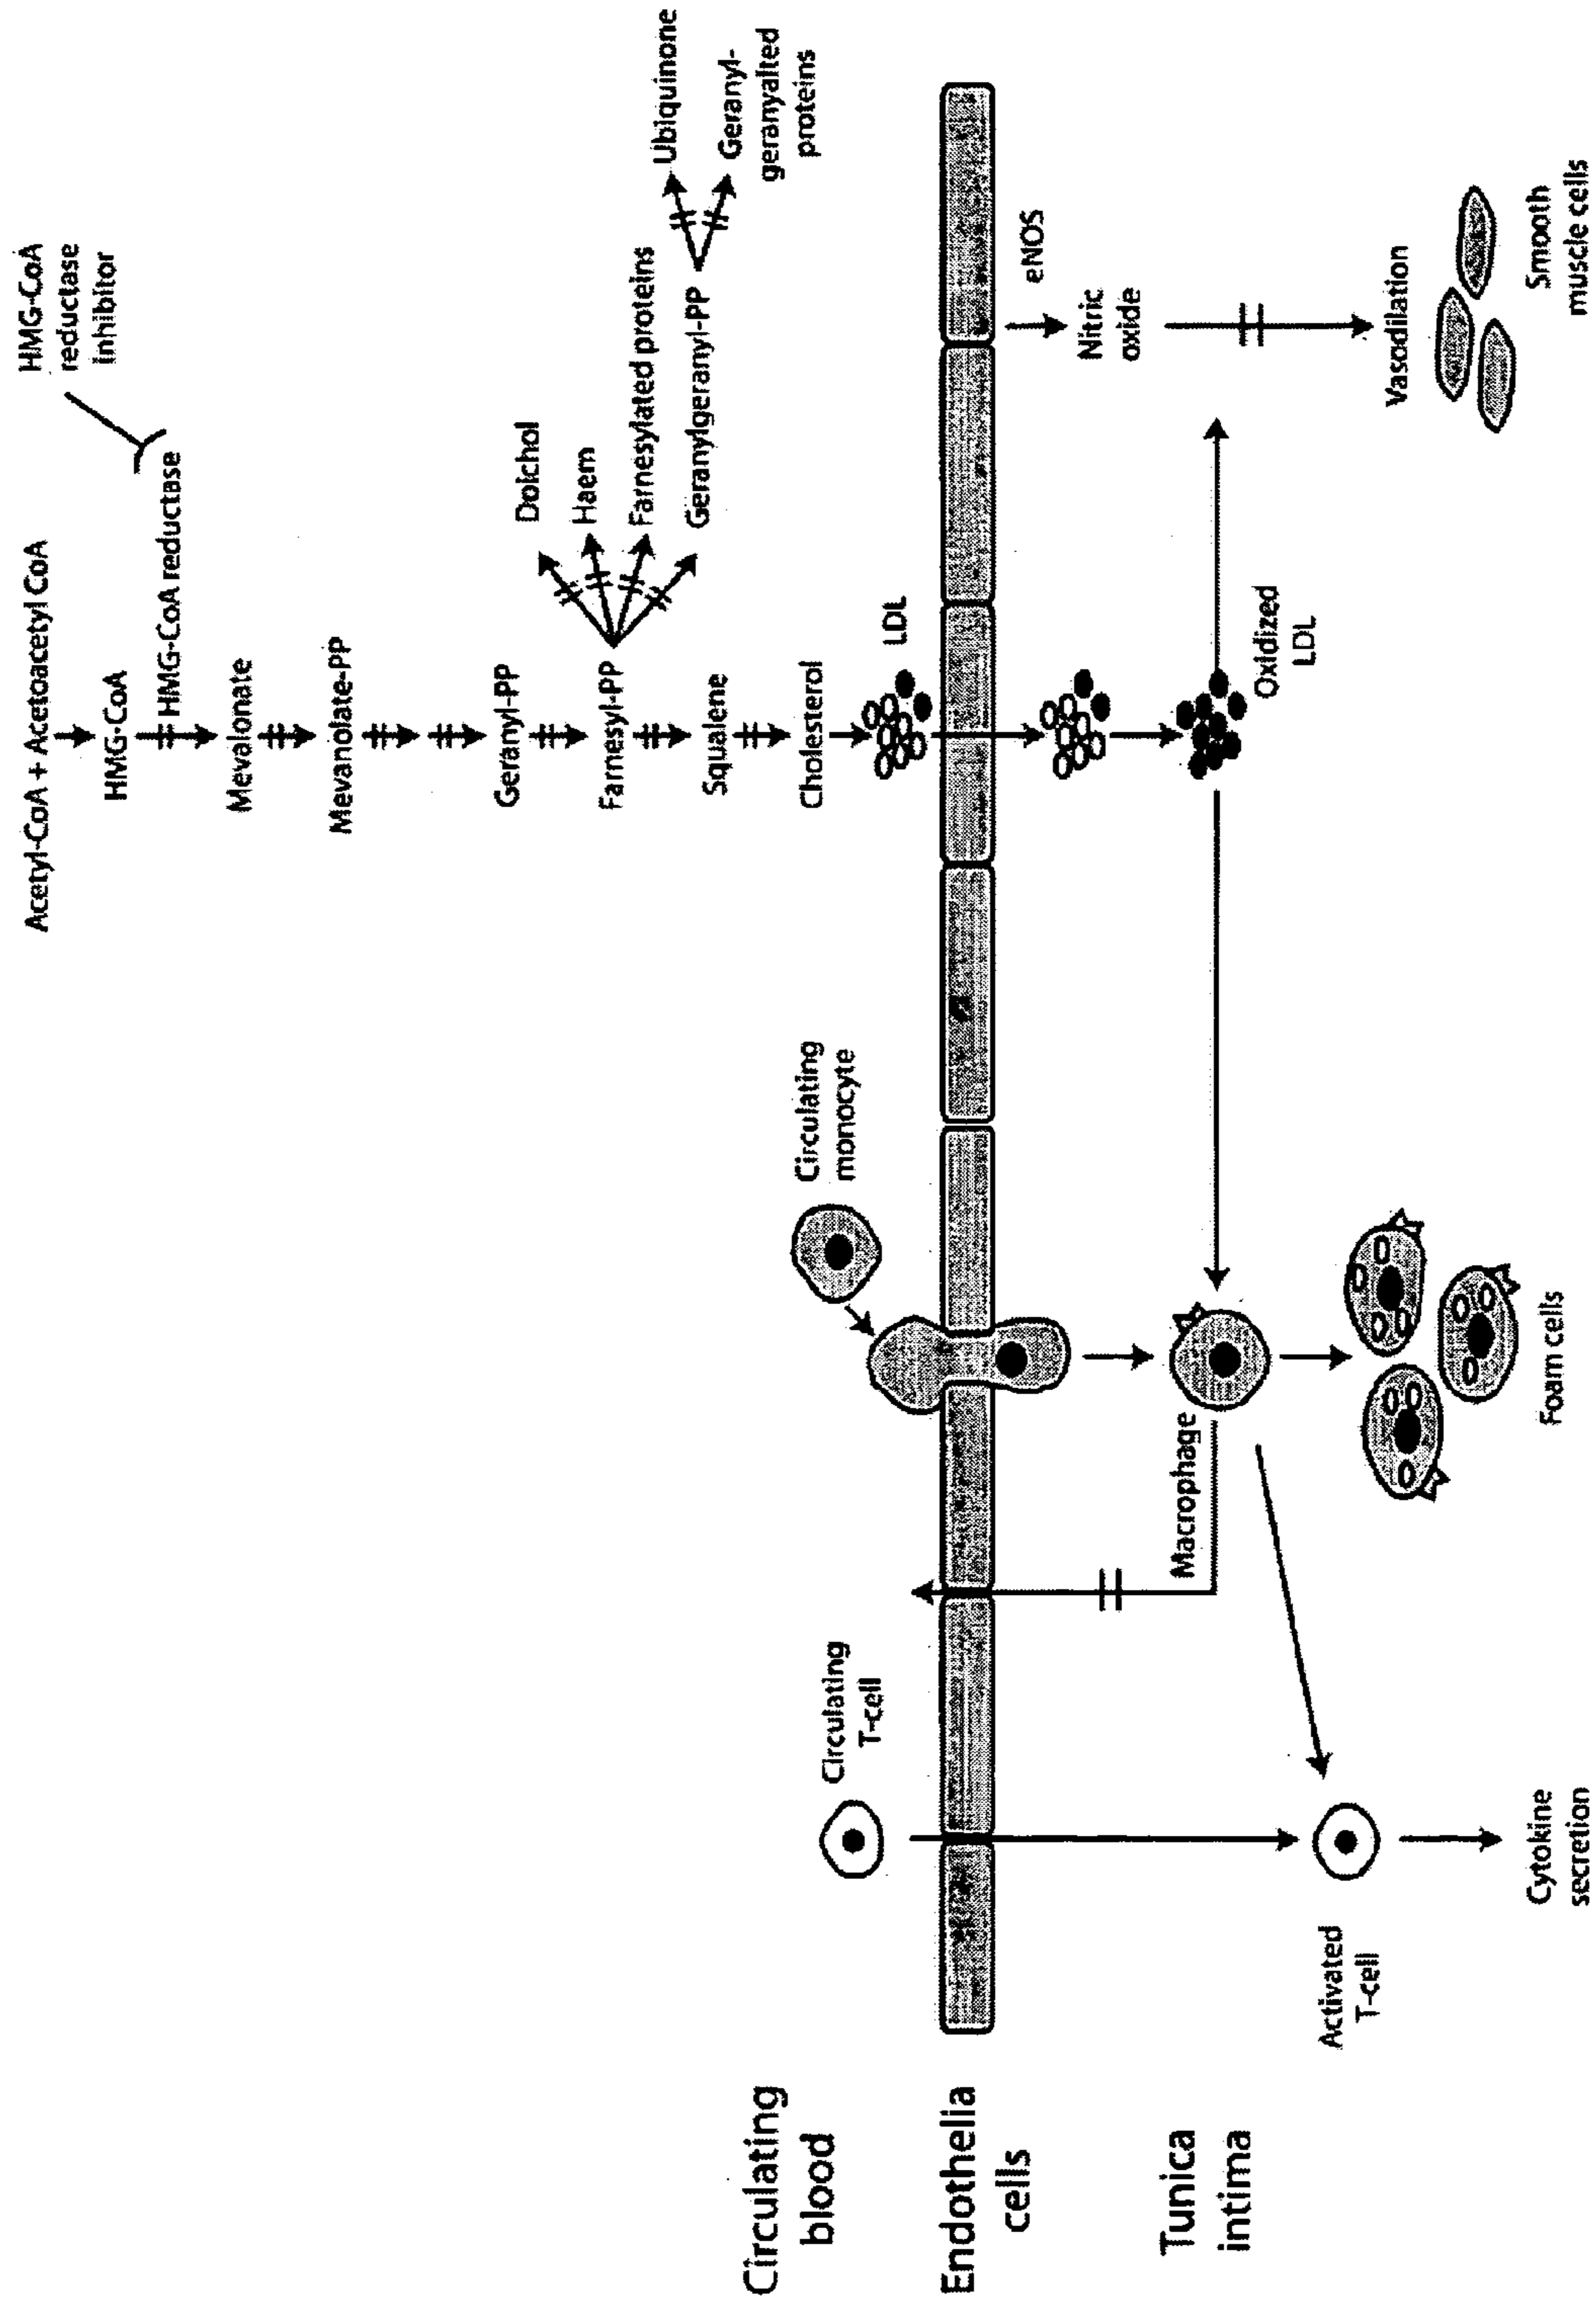 Acetyl-CoA + Acetoacetyl CoA
HMG-CoA
reductase
inhibitor
HMG-CoA
HMG-CoA reductase
Mevalonate
Mevanolate-PP
Geranyl-PP
Farnesyl-PP
Dolchol
Haem
Farnesylated proteins
Geranylgeranyl-PP
Ubiquinone
Geranyl-
geranyalted
proteins
Squalene
Cholesterol
LDL
Circulating
monocyte
Circulating
T-cell
Circulating
blood
Endothelia
cells
eNOS
Nitric
oxide
Tunica
intima
Macrophage
Oxidized
LDL
Vasodilation
Activated
T-cell
Cytokine
secretion
Foam cells
Smooth
muscle cells